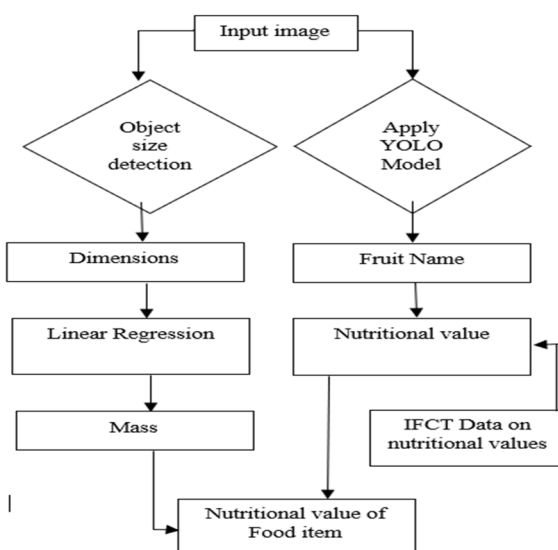 Input image
Object
size
detection
Apply
YOLO
Model
Dimensions
Fruit Name
Linear Regression
Nutritional value
Mass
IFCT Data on
nutritional values
Nutritional value of
Food item